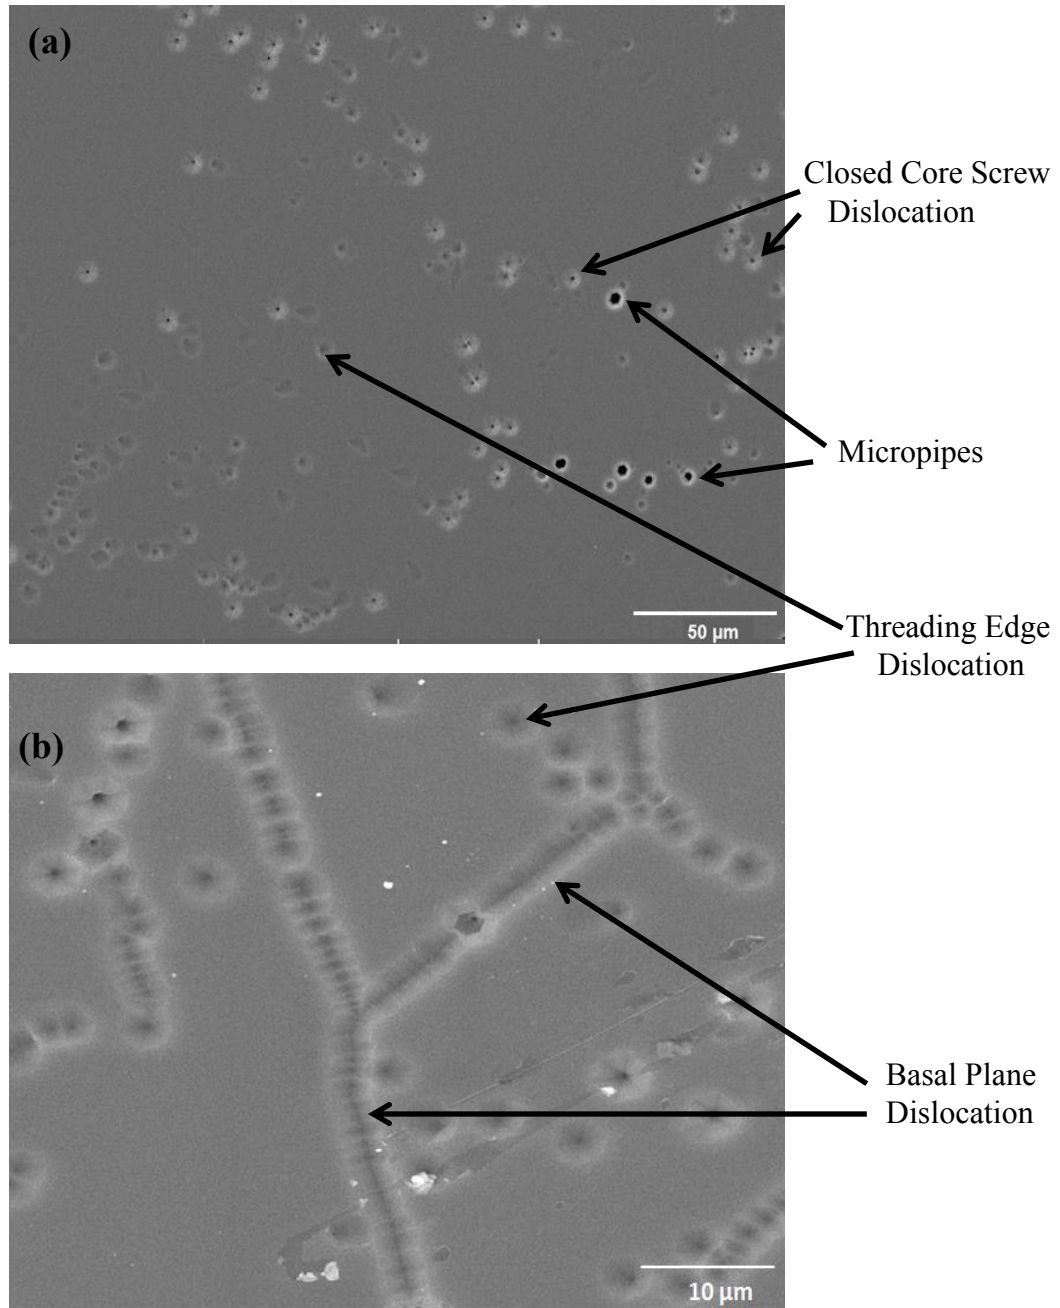 (a)
Closed Core Screw
Dislocation
Micropipes
50 µm
Threading Edge
Dislocation
(b)
Basal Plane
Dislocation
10 µm